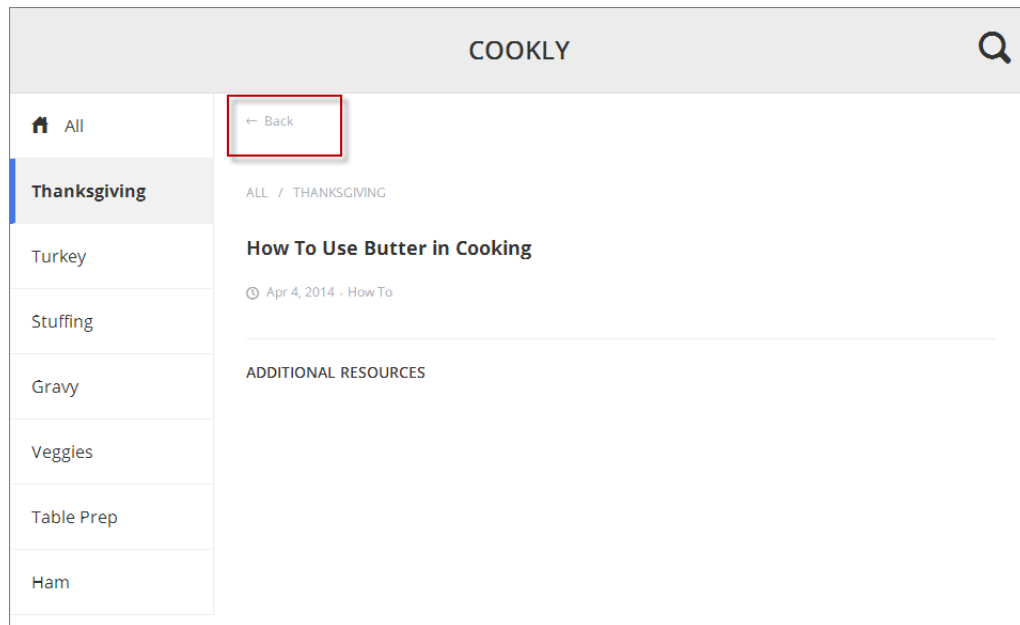 COOKLY
All
Thanksgiving
Turkey
Stuffing
Gravy
Veggies
Table Prep
Ham
← Back
ALL / THANKSGIVING
How To Use Butter in Cooking
Apr 4, 2014 . How To
ADDITIONAL RESOURCES